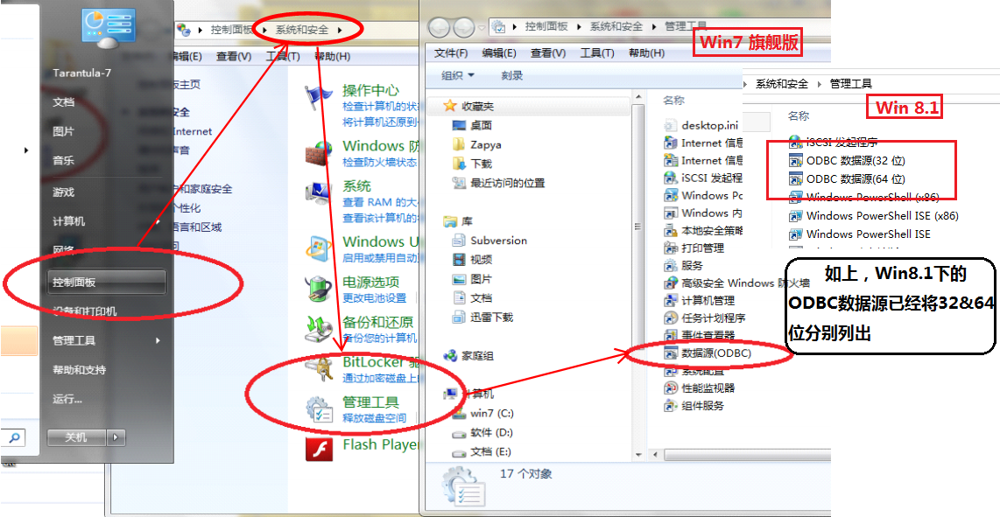 Tarantula-7
文档
图片
音乐
游戏
计算机
网络
控制面板
设备和打印机
管理工具
帮助和支持
运行...
关机
控制面板
系统和安全
编辑(E)
查看(V)
工具(T)
帮助(H)
板主页
安全
Internet
声音
和家庭安全
个性化
语言和区域
操作中心
检查计算机的状
将计算机还原到
Windows 防
检查防火墙状态
系统
查看 RAM 的大
查看该计算机的
Windows U
启用或禁用自动
电源选项
更改电池设置
备份和还原
备份您的计算机
BitLocker 驱
通过加密磁盘上
管理工具
释放磁盘空间
Flash Player
控制面板
系统和安全
管理工具
Win7 旗舰版
文件(F)
编辑(E)
查看(V)
工具(T)
帮助(H)
组织
刻录
收藏夹
桌面
Zapya
下载
最近访问的位置
库
Subversion
视频
图片
文档
迅雷下载
家庭组
计算机
win7 (C:)
软件 (D:)
文档 (E:)
17 个对象
名称
desktop.ini
Internet 信息
Internet 信息
iSCSI 发起程
Windows Po
Windows 内
本地安全策略
打印管理
服务
高级安全 Windows 防火墙
计算机管理
任务计划程序
事件查看器
数据源(ODBC)
系统配置
性能监视器
组件服务
系统和安全
管理工具
名称
Win 8.1
iSCSI 发起程序
ODBC 数据源(32 位)
ODBC 数据源(64 位)
Windows PowerShell (x86)
Windows PowerShell ISE (x86)
Windows PowerShell ISE
如上，Win8.1下的
ODBC数据源已经将32&64
位分别列出